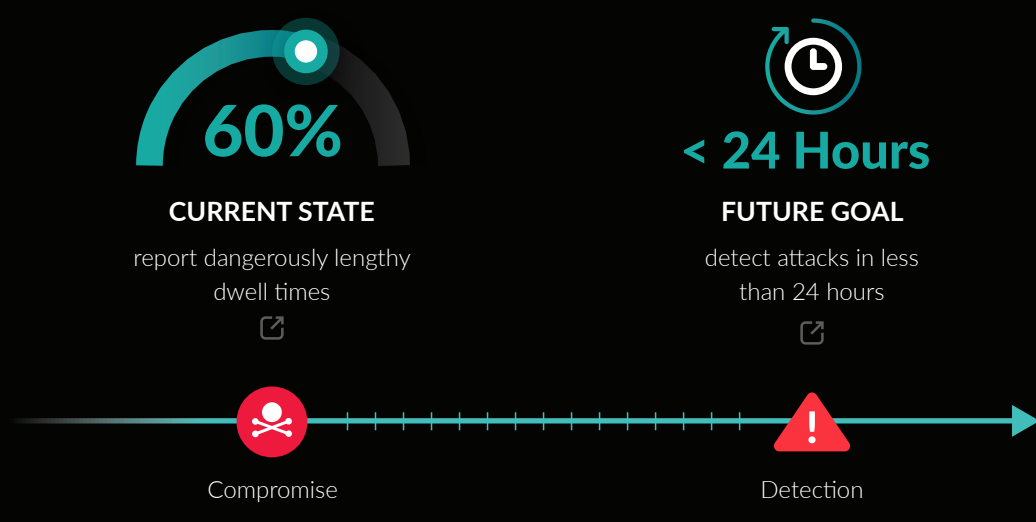 60%
CURRENT STATE
report dangerously lengthy
dwell times
< 24 Hours
FUTURE GOAL
detect attacks in less
than 24 hours
Compromise
Detection